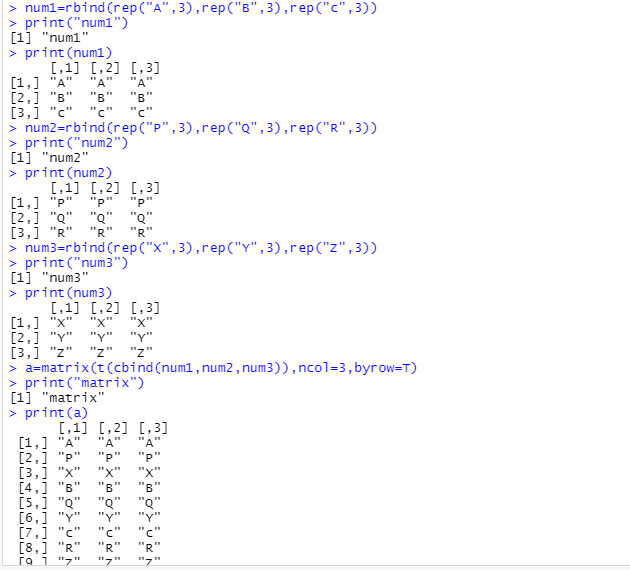 > num1=rbind(rep("A",3),rep("B",3),rep("c",3))
> print("num1")
[1] "num1"
> print(num1)
     [,1] [,2] [,3]
[1,] "A"  "A"  "A"
[2,] "B"  "B"  "B"
[3,] "c"  "c"  "c"
> num2=rbind(rep("P",3),rep("Q",3),rep("R",3))
> print("num2")
[1] "num2"
> print(num2)
     [,1] [,2] [,3]
[1,] "P"  "P"  "P"
[2,] "Q"  "Q"  "Q"
[3,] "R"  "R"  "R"
> num3=rbind(rep("X",3),rep("Y",3),rep("Z",3))
> print("num3")
[1] "num3"
> print(num3)
     [,1] [,2] [,3]
[1,] "X"  "X"  "X"
[2,] "Y"  "Y"  "Y"
[3,] "Z"  "Z"  "Z"
> a=matrix(t(cbind(num1,num2,num3)),ncol=3,byrow=T)
> print("matrix")
[1] "matrix"
> print(a)
      [,1] [,2] [,3]
 [1,] "A"  "A"  "A"
 [2,] "P"  "P"  "P"
 [3,] "X"  "X"  "X"
 [4,] "B"  "B"  "B"
 [5,] "Q"  "Q"  "Q"
 [6,] "Y"  "Y"  "Y"
 [7,] "c"  "c"  "c"
 [8,] "R"  "R"  "R"
 [9,] "Z"  "Z"  "Z"